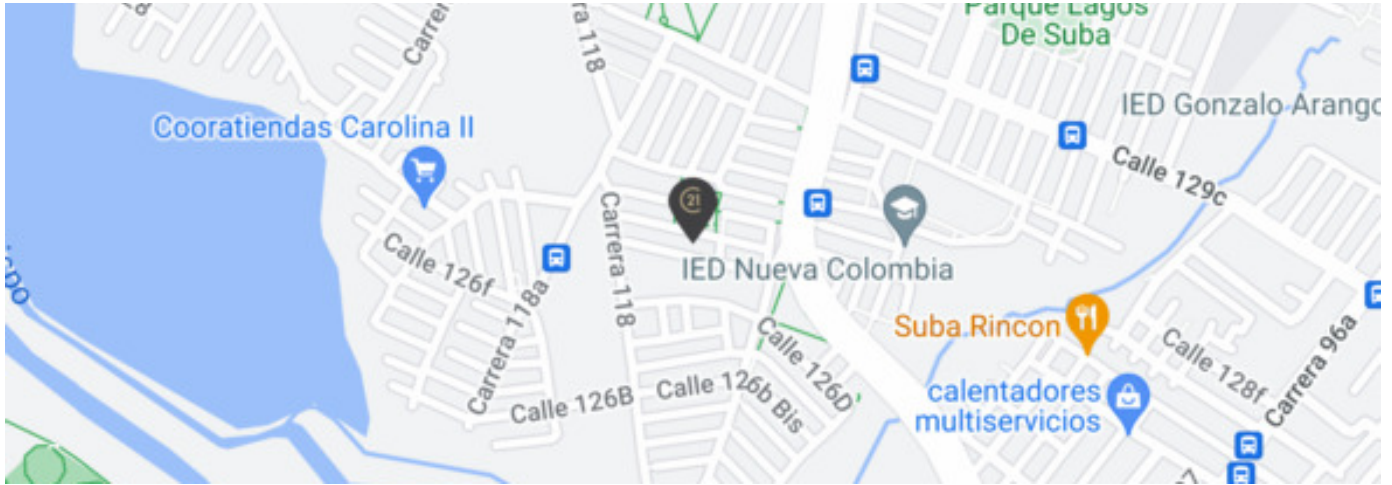 Parque Lagos
De Suba
Carrera 118
IED Gonzalo Arango
Cooratiendas Carolina II
Calle 129c
21
Carrera 118
Calle 126f
IED Nueva Colombia
Carrera 118a
Suba Rincon
Calle 126D
Calle 128f
Carrera 96a
Calle 126B
Calle 126b Bis
calentadores
multiservicios